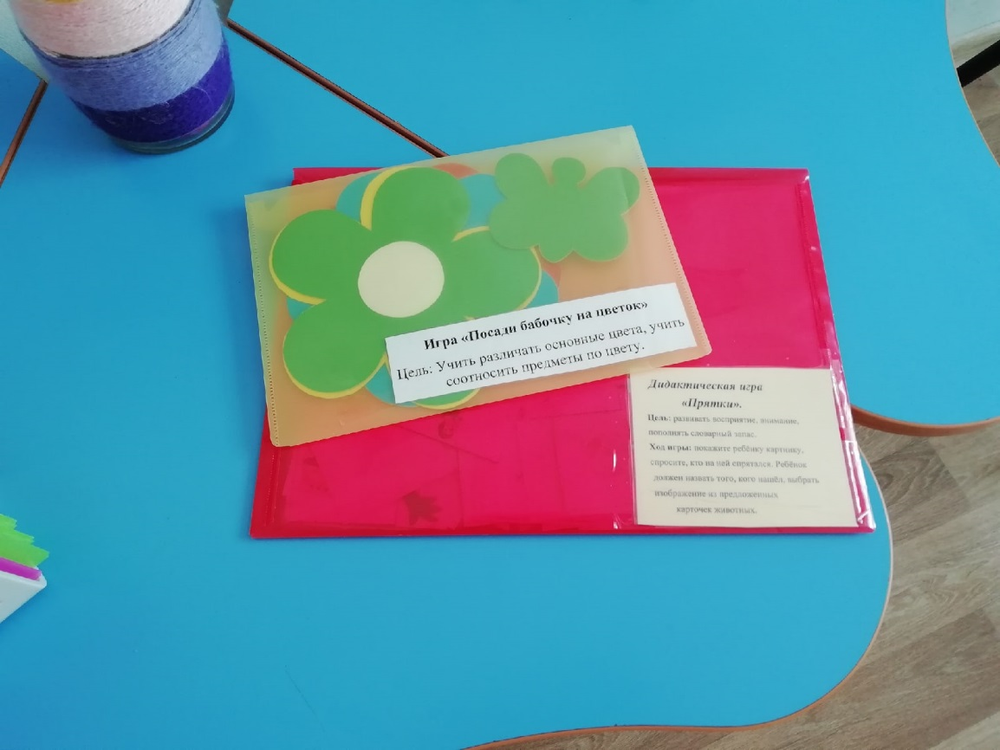 Игра «Посади бабочку на цветок»
Цель: Учить различать основные цвета, учить
соотносить предметы по цвету.
Дидактическая игра
«Прятки».
Цель: развивать восприятие, внимание,
пополнять словарный запас.
Ход игры: покажите ребёнку картинку,
спросите, кто на ней спрятался. Ребёнок
должен назвать того, кого нашёл, выбрать
изображение из предложенных
карточек животных.